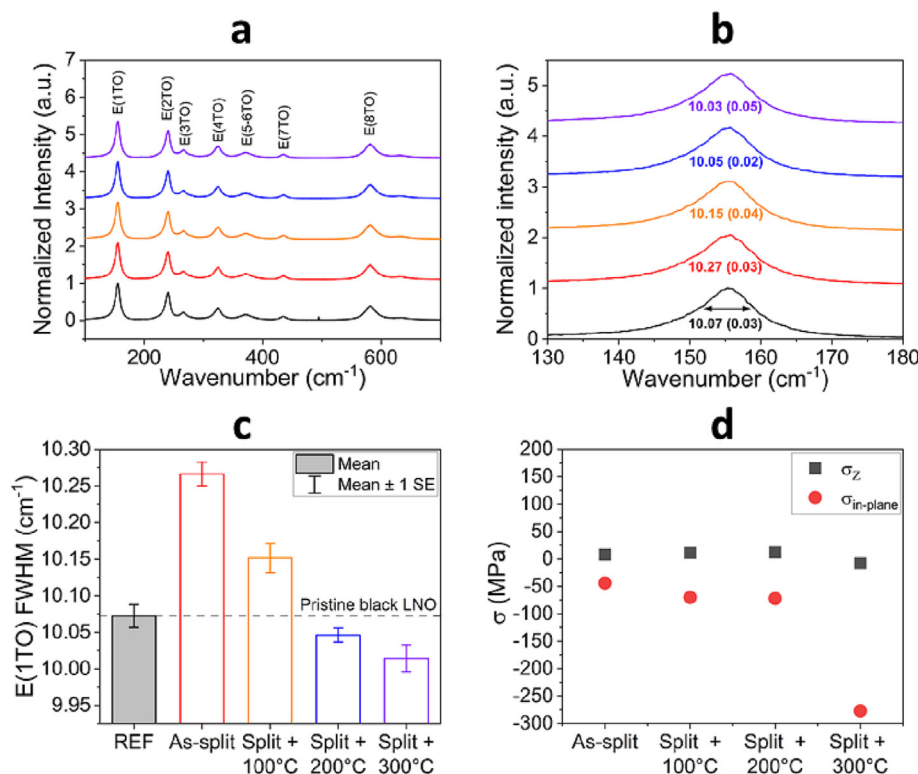 a
Normalized Intensity (a.u.)
7
6
5
4
3
2
1
0
E(1TO)
E(2TO)
E(3TO)
E(4TO)
E(5-6TO)
E(7TO)
E(8TO)
200
400
600
Wavenumber (cm⁻¹)
b
Normalized intensity (a.u.)
5
4
3
2
1
0
10.03 (0.05)
10.05 (0.02)
10.15 (0.04)
10.27 (0.03)
10.07 (0.03)
130
140
150
160
170
180
Wavenumber (cm⁻¹)
c
E(1TO) FWHM (cm⁻¹)
10.30
10.25
10.20
10.15
10.10
10.05
10.00
9.95
Mean
Mean ± 1 SE
Pristine black LNO
REF
As-split
Split +
100°C
Split +
200°C
Split +
300°C
d
σ (MPa)
200
150
100
50
0
-50
-100
-150
-200
-250
-300
σZ
σin-plane
As-split
Split +
100°C
Split +
200°C
Split +
300°C